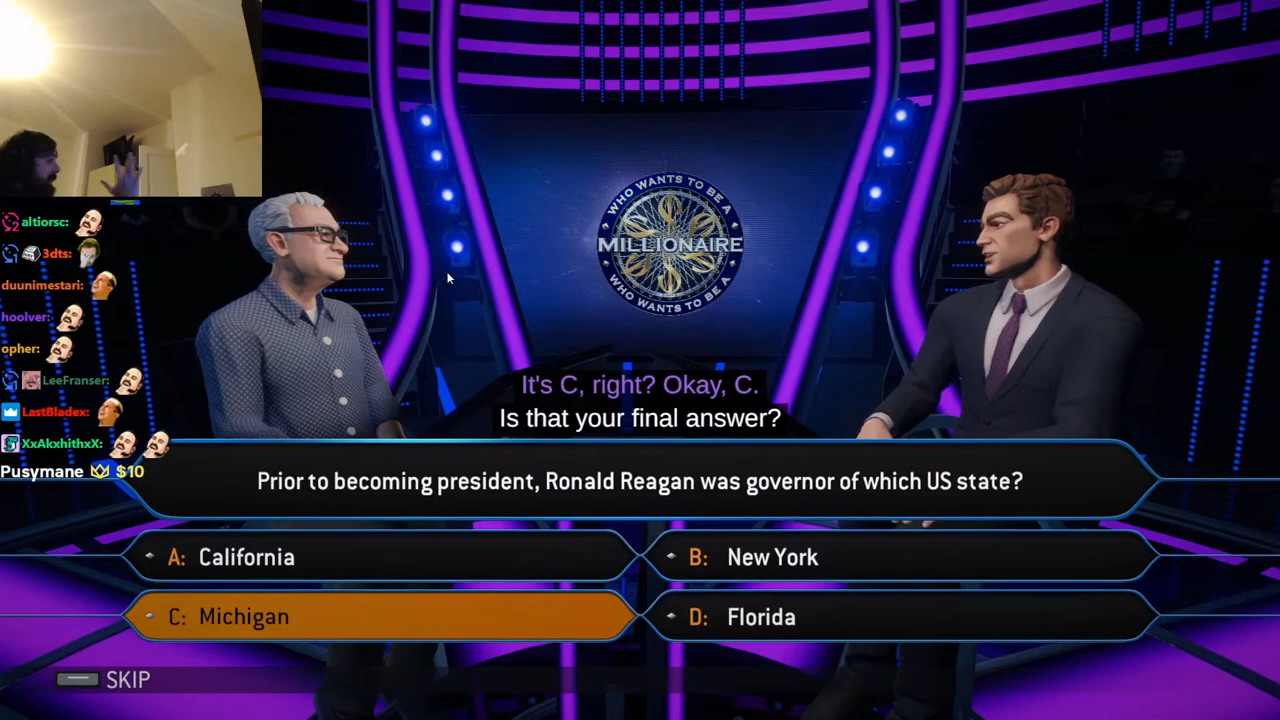 altiorsc:
3dts:
duunimestari:
hoolver:
opher:
LeeFranser:
LastBladex:
XxAkxhithxX:
Pusymane $10
WHO WANTS TO BE A
MILLIONAIRE
WHO WANTS TO BE A
It's C, right? Okay, C.
Is that your final answer?
Prior to becoming president, Ronald Reagan was governor of which US state?
A: California
B: New York
C: Michigan
D: Florida
SKIP